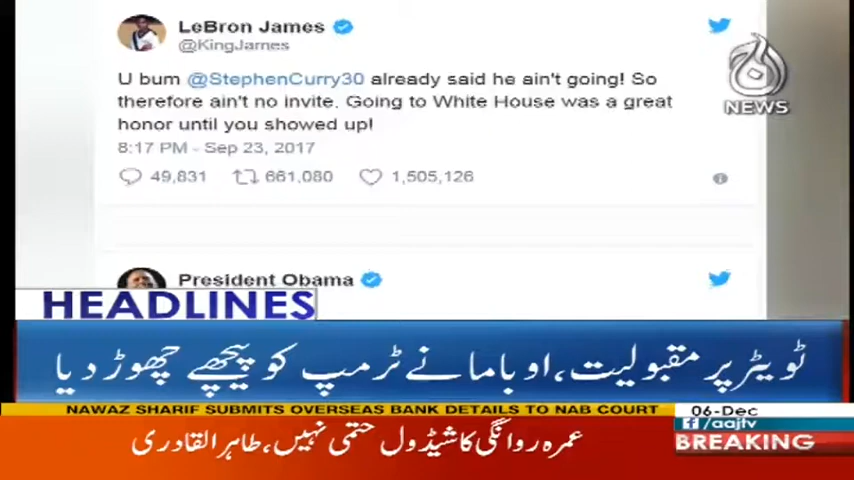 LeBron James
@KingJames
U bum @StephenCurry30 already said he ain't going! So
therefore ain't no invite. Going to White House was a great
honor until you showed up!
8:17 PM - Sep 23, 2017
49,831 661,080 1,505,126
NEWS
President Obama
HEADLINES
ٹویٹر پر مقبولیت، اوباما نے ٹرمپ کو پیچھے چھوڑ دیا
NAWAZ SHARIF SUBMITS OVERSEAS BANK DETAILS TO NAB COURT
06-Dec
f/aajtv
عمرہ روانگی کا شیڈول حتمی نہیں، طاہر القادری
BREAKING